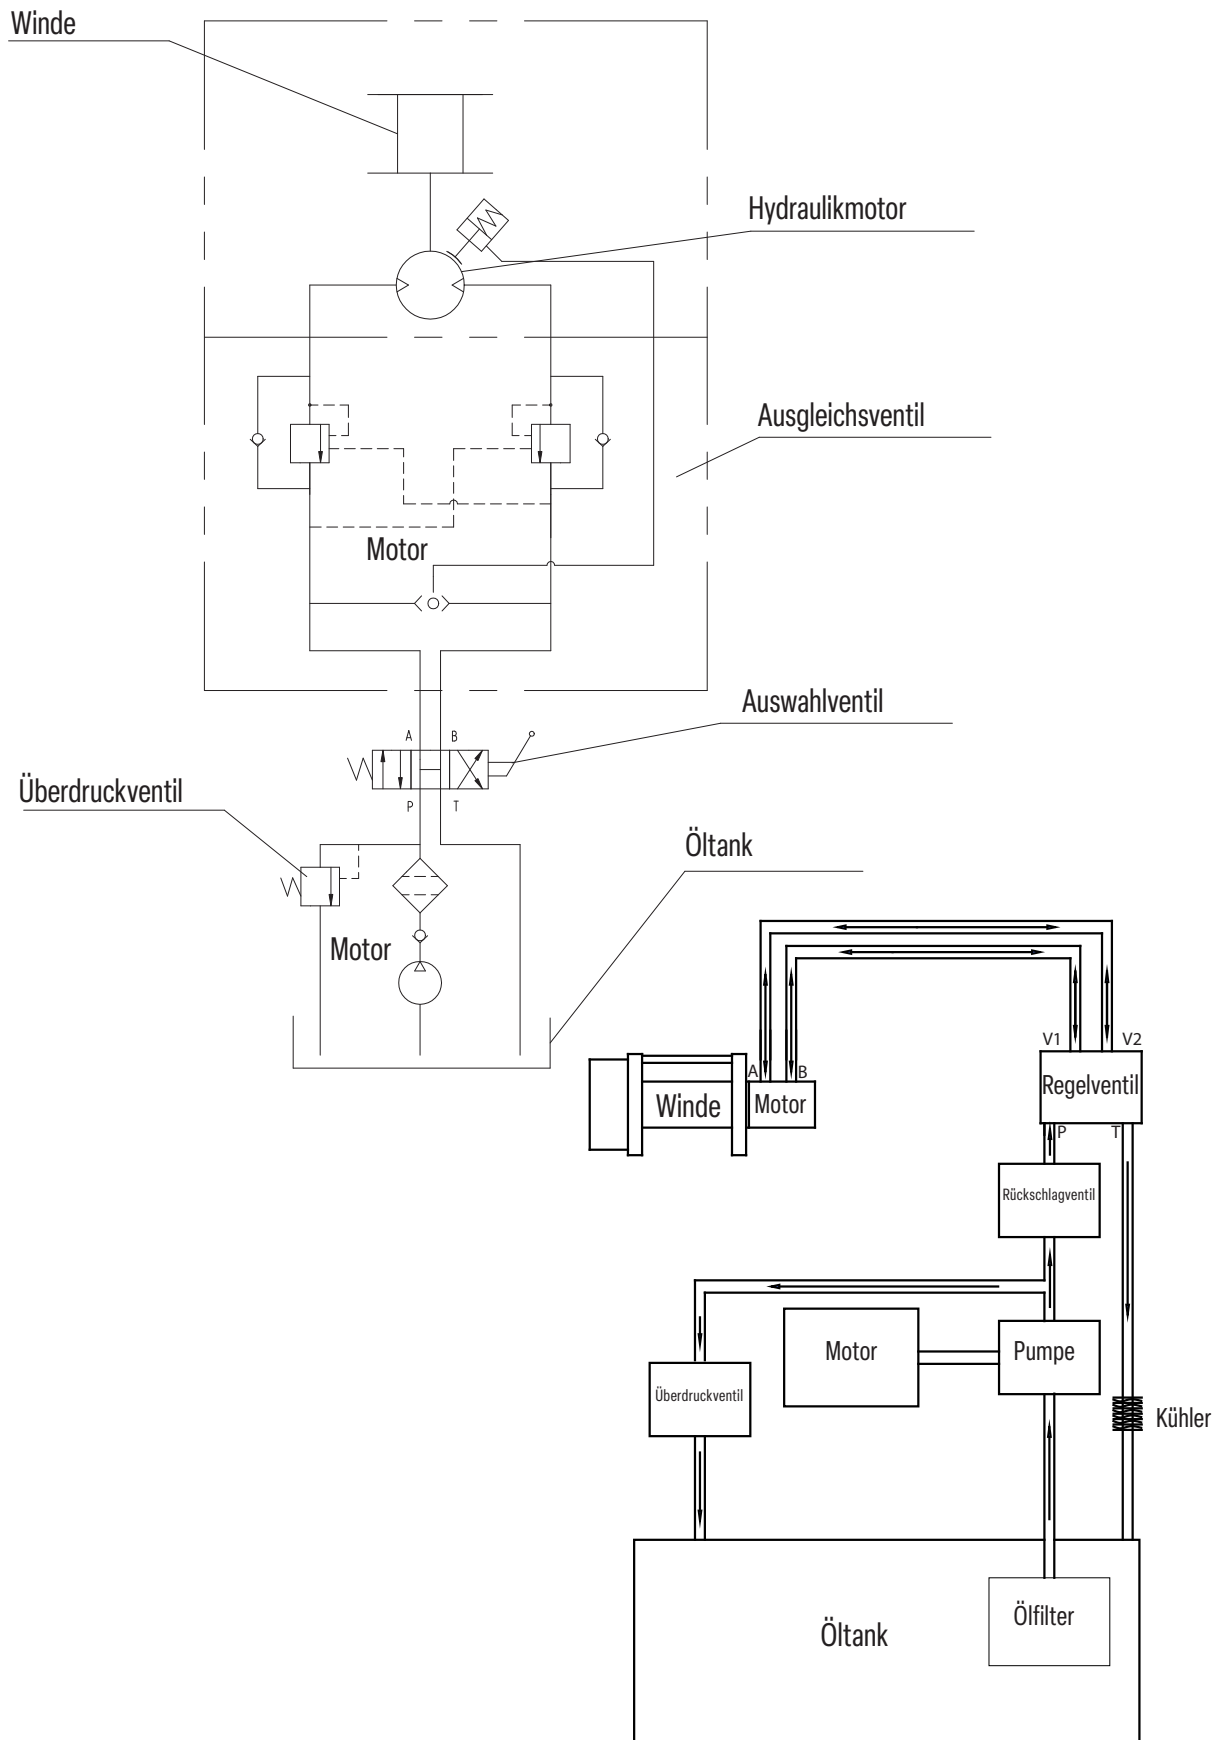 Winde
Hydraulikmotor
Ausgleichsventil
Motor
Auswahlventil
A B
P T
Überdruckventil
Öltank
Motor
V1 V2
A B
Winde Motor
Regelventil
P T
Rückschlagventil
Motor
Pumpe
Überdruckventil
Kühler
Ölfilter
Öltank